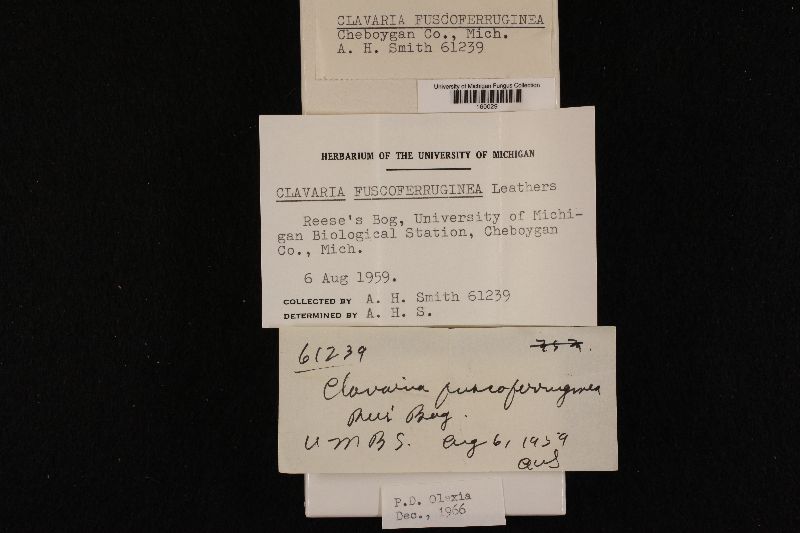 CLAVARIA FUSCOFERRUGINEA
Cheboygan Co., Mich.
A. H. Smith 61239
University of Michigan Fungus Collection
HERBARIUM OF THE UNIVERSITY OF MICHIGAN
CLAVARIA FUSCOFERRUGINEA Leathers
Reese's Bog, University of Michi-
gan Biological Station, Cheboygan
Co., Mich.
6 Aug 1959.
COLLECTED BY A. H. Smith 61239
DETERMINED BY A. H. S.
61239
Clavaria fuscoferruginea
Bog.
U M B S. Aug 6, 1959
P.D. Olexia
Dec., 1966